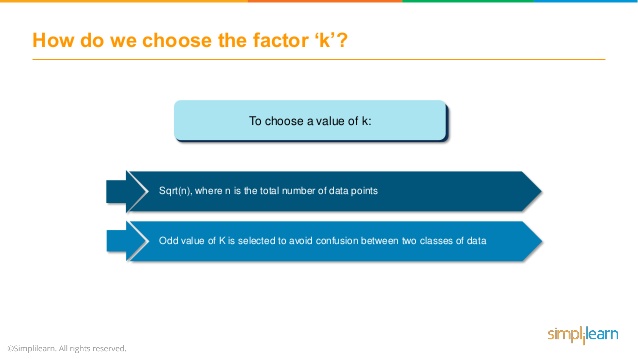 How do we choose the factor ‘k’?
To choose a value of k:
Sqrt(n), where n is the total number of data points
Odd value of K is selected to avoid confusion between two classes of data
simplilearn
©Simplilearn. All rights reserved.